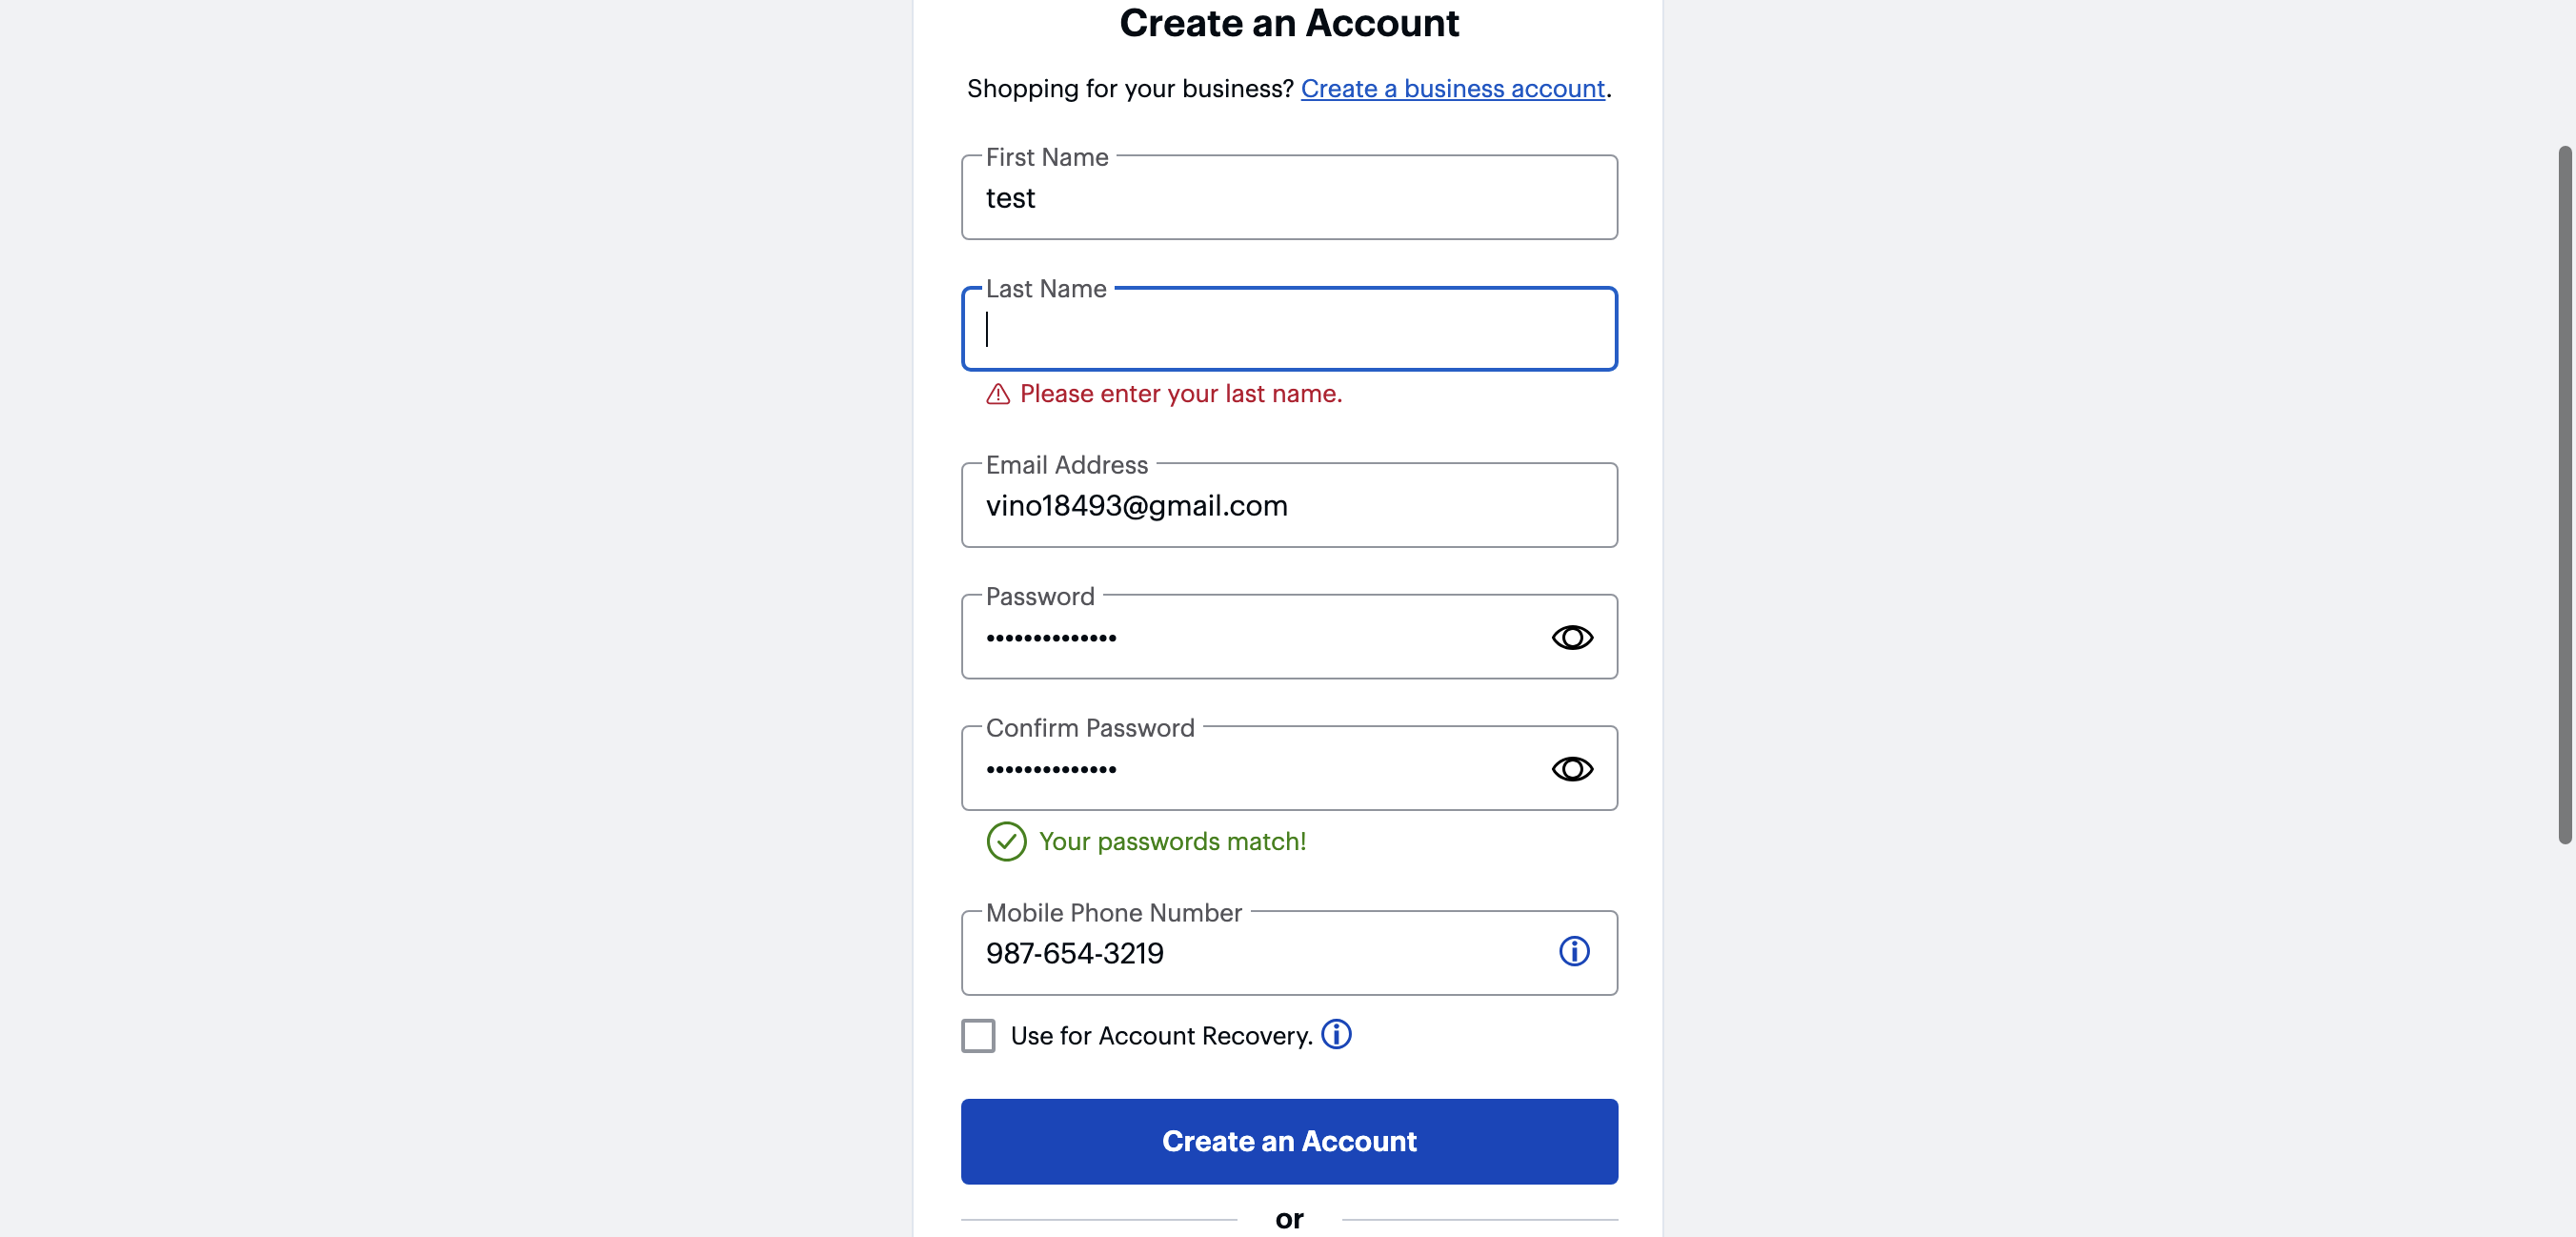 Create an Account
Shopping for your business? Create a business account.
First Name
test
Last Name
Please enter your last name.
Email Address
vino18493@gmail.com
Password
••••••••••••••
Confirm Password
••••••••••••••
Your passwords match!
Mobile Phone Number
987-654-3219
Use for Account Recovery.
Create an Account
or